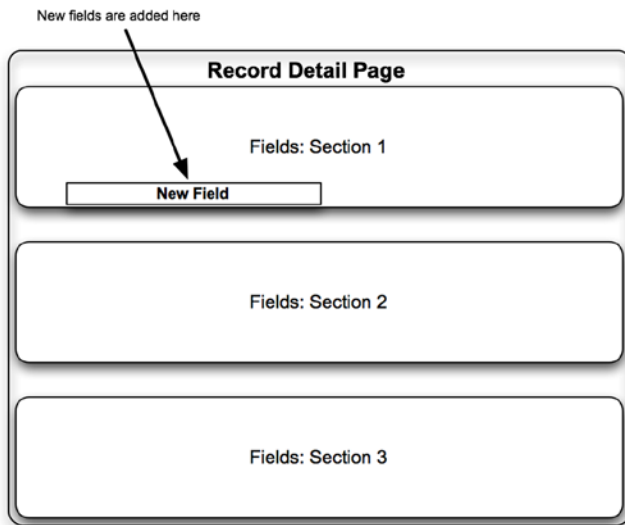 New fields are added here
Record Detail Page
Fields: Section 1
New Field
Fields: Section 2
Fields: Section 3